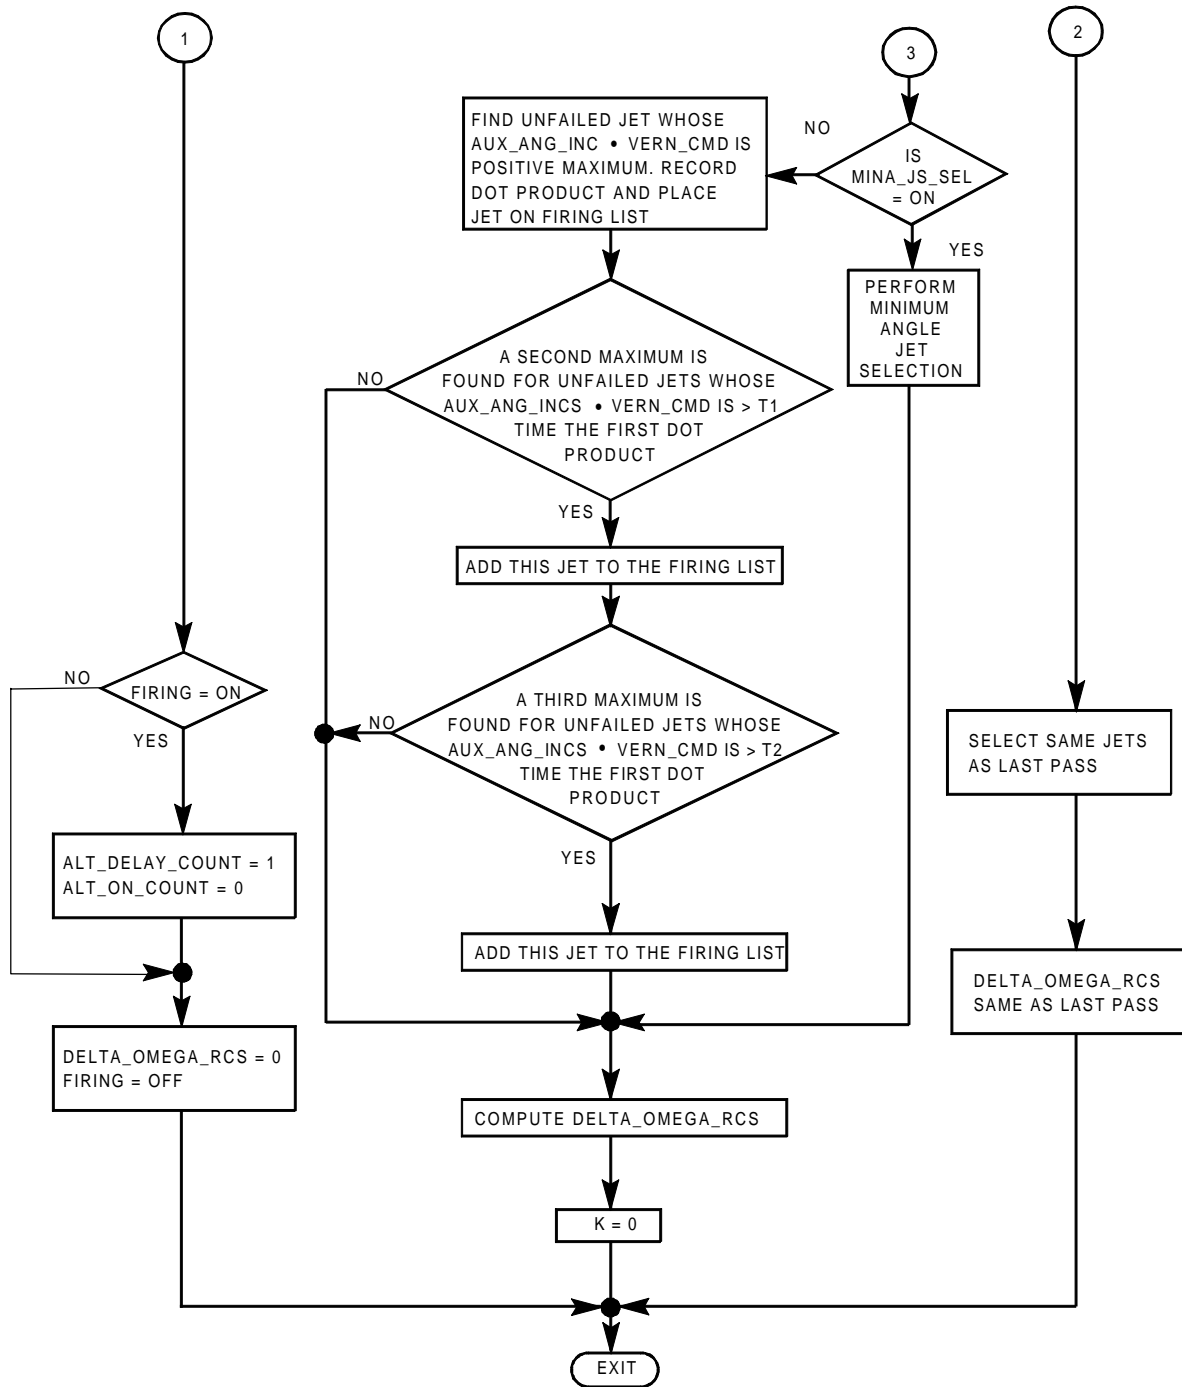 1
FIRING = ON
NO
YES
ALT_DELAY_COUNT = 1
ALT_ON_COUNT = 0
DELTA_OMEGA_RCS = 0
FIRING = OFF
3
IS
MINA_JS_SEL
= ON
NO
YES
FIND UNFAILED JET WHOSE
AUX_ANG_INC • VERN_CMD IS
POSITIVE MAXIMUM. RECORD
DOT PRODUCT AND PLACE
JET ON FIRING LIST
PERFORM
MINIMUM
ANGLE
JET
SELECTION
A SECOND MAXIMUM IS
FOUND FOR UNFAILED JETS WHOSE
AUX_ANG_INCS • VERN_CMD IS > T1
TIME THE FIRST DOT
PRODUCT
NO
YES
ADD THIS JET TO THE FIRING LIST
A THIRD MAXIMUM IS
FOUND FOR UNFAILED JETS WHOSE
AUX_ANG_INCS • VERN_CMD IS > T2
TIME THE FIRST DOT
PRODUCT
NO
YES
ADD THIS JET TO THE FIRING LIST
COMPUTE DELTA_OMEGA_RCS
K = 0
2
SELECT SAME JETS
AS LAST PASS
DELTA_OMEGA_RCS
SAME AS LAST PASS
EXIT